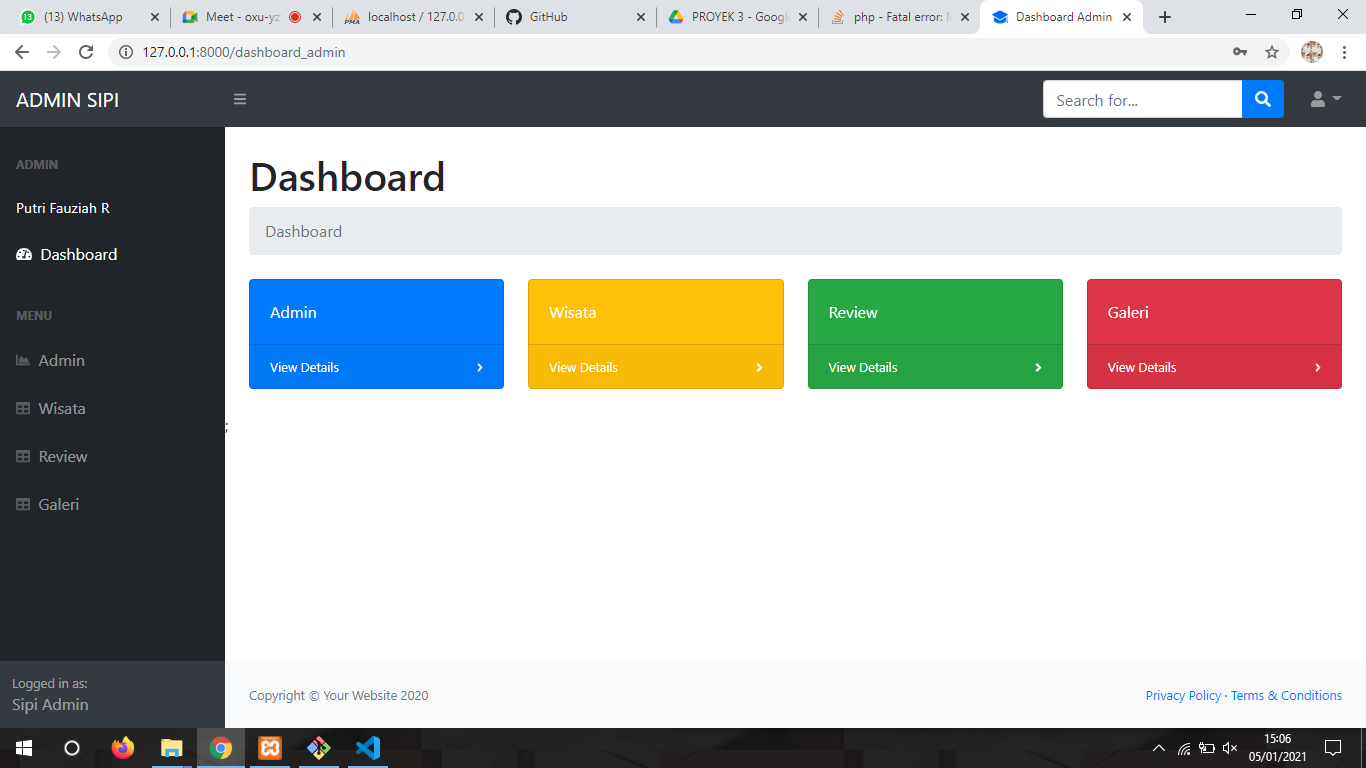 (13) WhatsApp
Meet - oxu-yz
localhost / 127.0.0
GitHub
PROYEK 3 - Google
php - Fatal error: M
Dashboard Admin
127.0.0.1:8000/dashboard_admin
ADMIN SIPI
Search for...
ADMIN
Putri Fauziah R
Dashboard
MENU
Admin
Wisata
Review
Galeri
Logged in as:
Sipi Admin
Dashboard
Dashboard
Admin
View Details
Wisata
View Details
Review
View Details
Galeri
View Details
;
Copyright © Your Website 2020
Privacy Policy · Terms & Conditions
15:06
05/01/2021